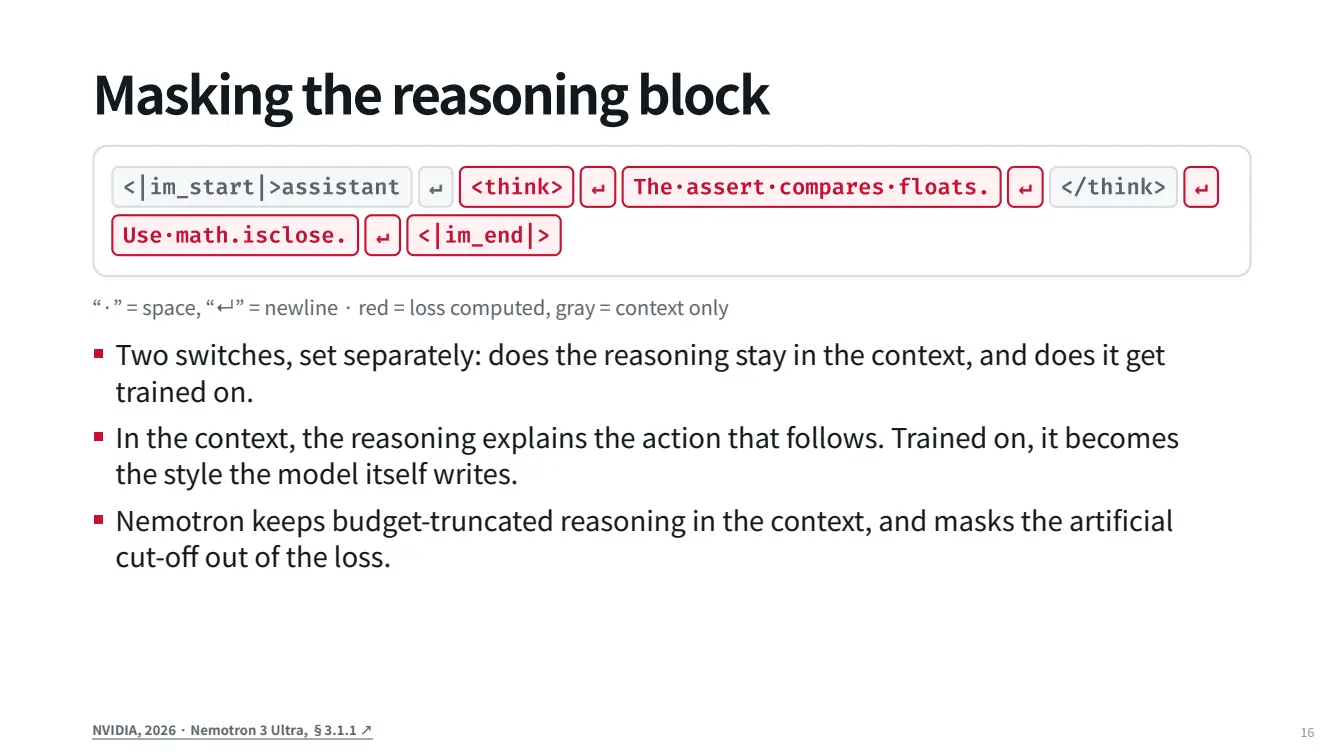 Masking the reasoning block
<|im_start|>assistant ↵ <think> ↵ The·assert·compares·floats. ↵ </think> ↵
Use·math.isclose. ↵ <|im_end|>
“·” = space, “↵” = newline · red = loss computed, gray = context only
Two switches, set separately: does the reasoning stay in the context, and does it get
trained on.
In the context, the reasoning explains the action that follows. Trained on, it becomes
the style the model itself writes.
Nemotron keeps budget-truncated reasoning in the context, and masks the artificial
cut-off out of the loss.
NVIDIA, 2026 · Nemotron 3 Ultra, §3.1.1 ↗
16